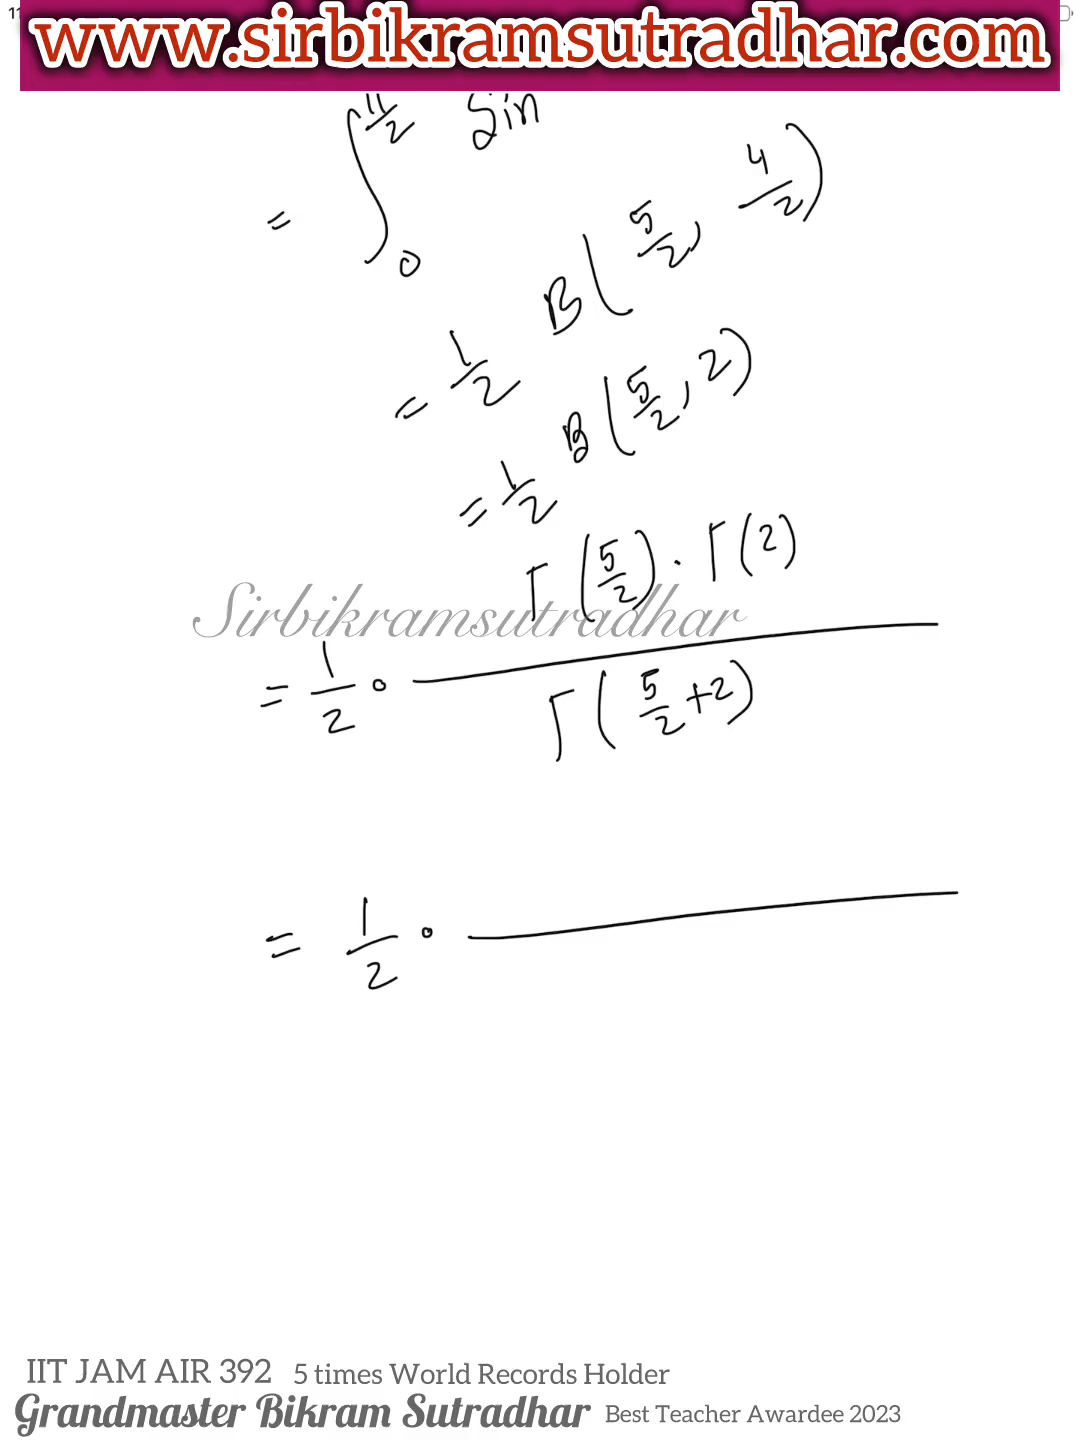 www.sirbikramsutradhar.com
= ∫₀^(π/2) Sin
= 1/2 B(5/2, 4/2)
= 1/2 B(5/2, 2)
= 1/2 · Γ(5/2) · Γ(2) / Γ(5/2 + 2)
Sirbikramsutradhar
= 1/2 ·
IIT JAM AIR 392 5 times World Records Holder
Grandmaster Bikram Sutradhar Best Teacher Awardee 2023